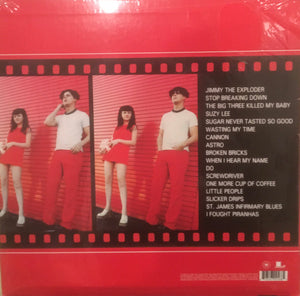 JIMMY THE EXPLODER
STOP BREAKING DOWN
THE BIG THREE KILLED MY BABY
SUZY LEE
SUGAR NEVER TASTED SO GOOD
WASTING MY TIME
CANNON
ASTRO
BROKEN BRICKS
WHEN I HEAR MY NAME
DO
SCREWDRIVER
ONE MORE CUP OF COFFEE
LITTLE PEOPLE
SLICKER DRIPS
ST. JAMES INFIRMARY BLUES
I FOUGHT PIRANHAS